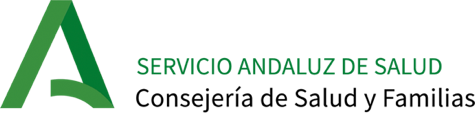 SERVICIO ANDALUZ DE SALUD
Consejería de Salud y Familias